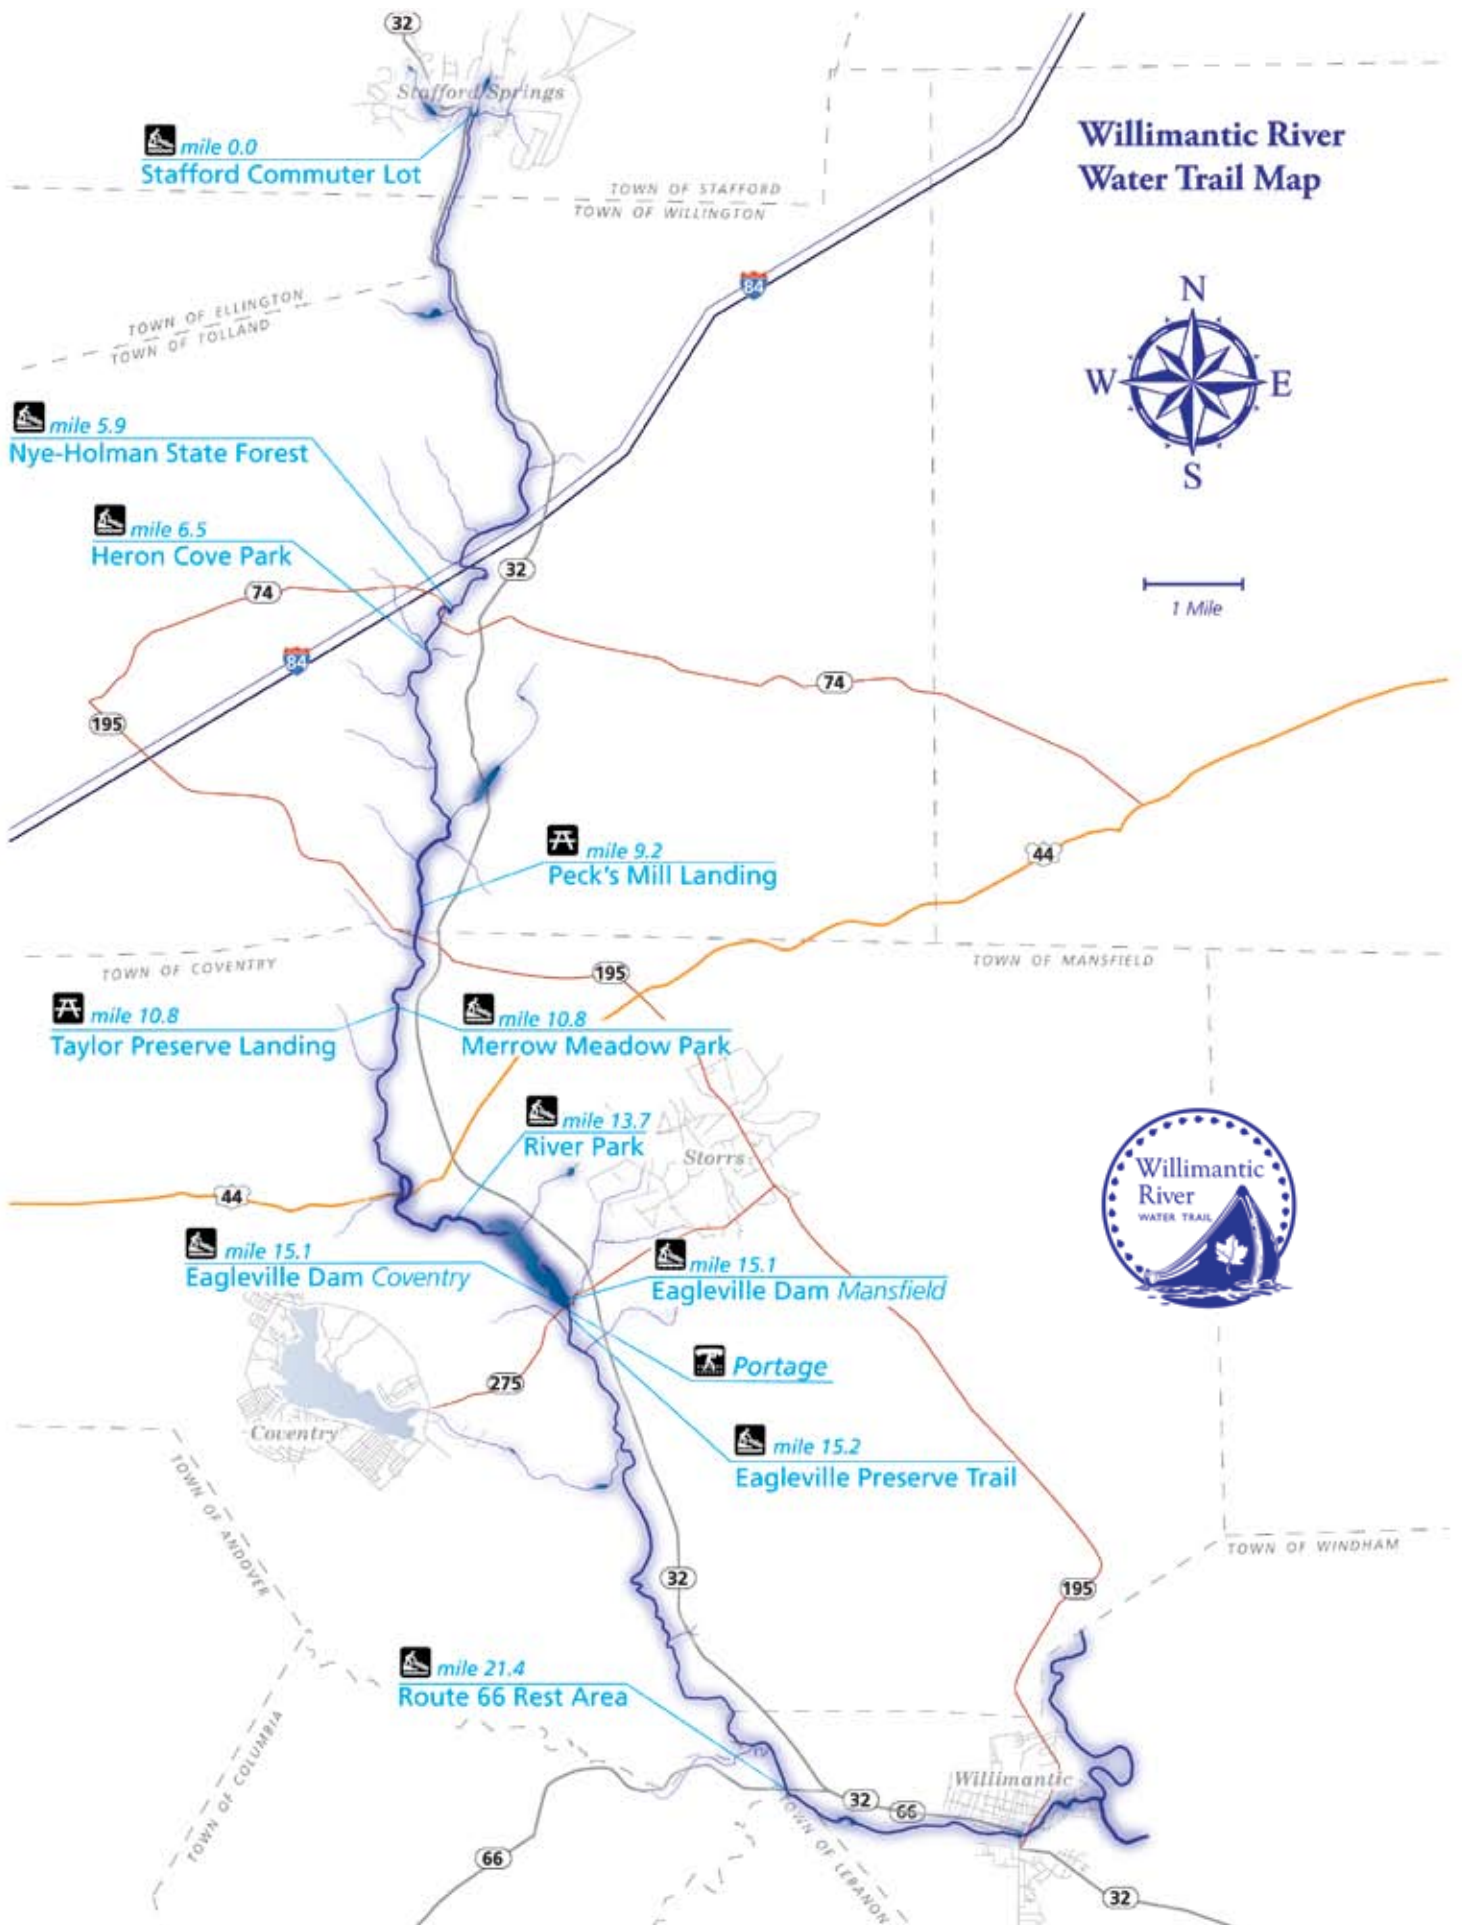 32
Stafford Springs
mile 0.0
Stafford Commuter Lot
Willimantic River
Water Trail Map
TOWN OF STAFFORD
TOWN OF WILLINGTON
84
N
W E
S
TOWN OF ELLINGTON
TOWN OF TOLLAND
mile 5.9
Nye-Holman State Forest
mile 6.5
Heron Cove Park
32
74
1 Mile
84
74
195
mile 9.2
Peck's Mill Landing
44
TOWN OF COVENTRY
TOWN OF MANSFIELD
195
mile 10.8
Taylor Preserve Landing
mile 10.8
Merrow Meadow Park
mile 13.7
River Park
Storrs
Willimantic
River
WATER TRAIL
44
mile 15.1
Eagleville Dam Coventry
mile 15.1
Eagleville Dam Mansfield
Portage
275
Coventry
mile 15.2
Eagleville Preserve Trail
TOWN OF ANDOVER
TOWN OF WINDHAM
32
195
mile 21.4
Route 66 Rest Area
TOWN OF COLUMBIA
Willimantic
32
66
TOWN OF LEBANON
66
32